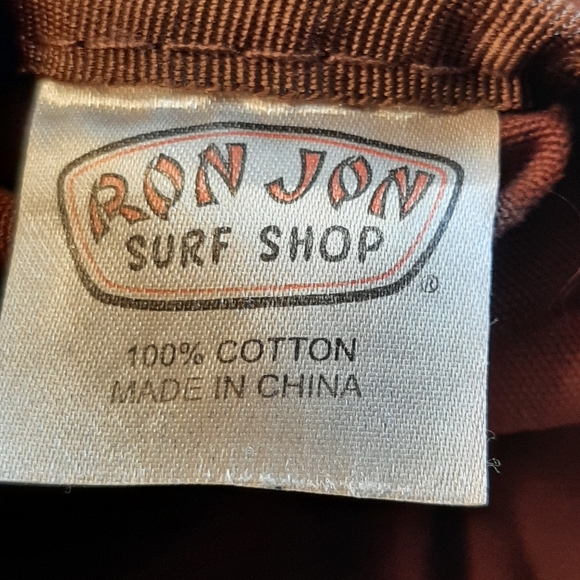 RON JON
SURF SHOP
®
100% COTTON
MADE IN CHINA